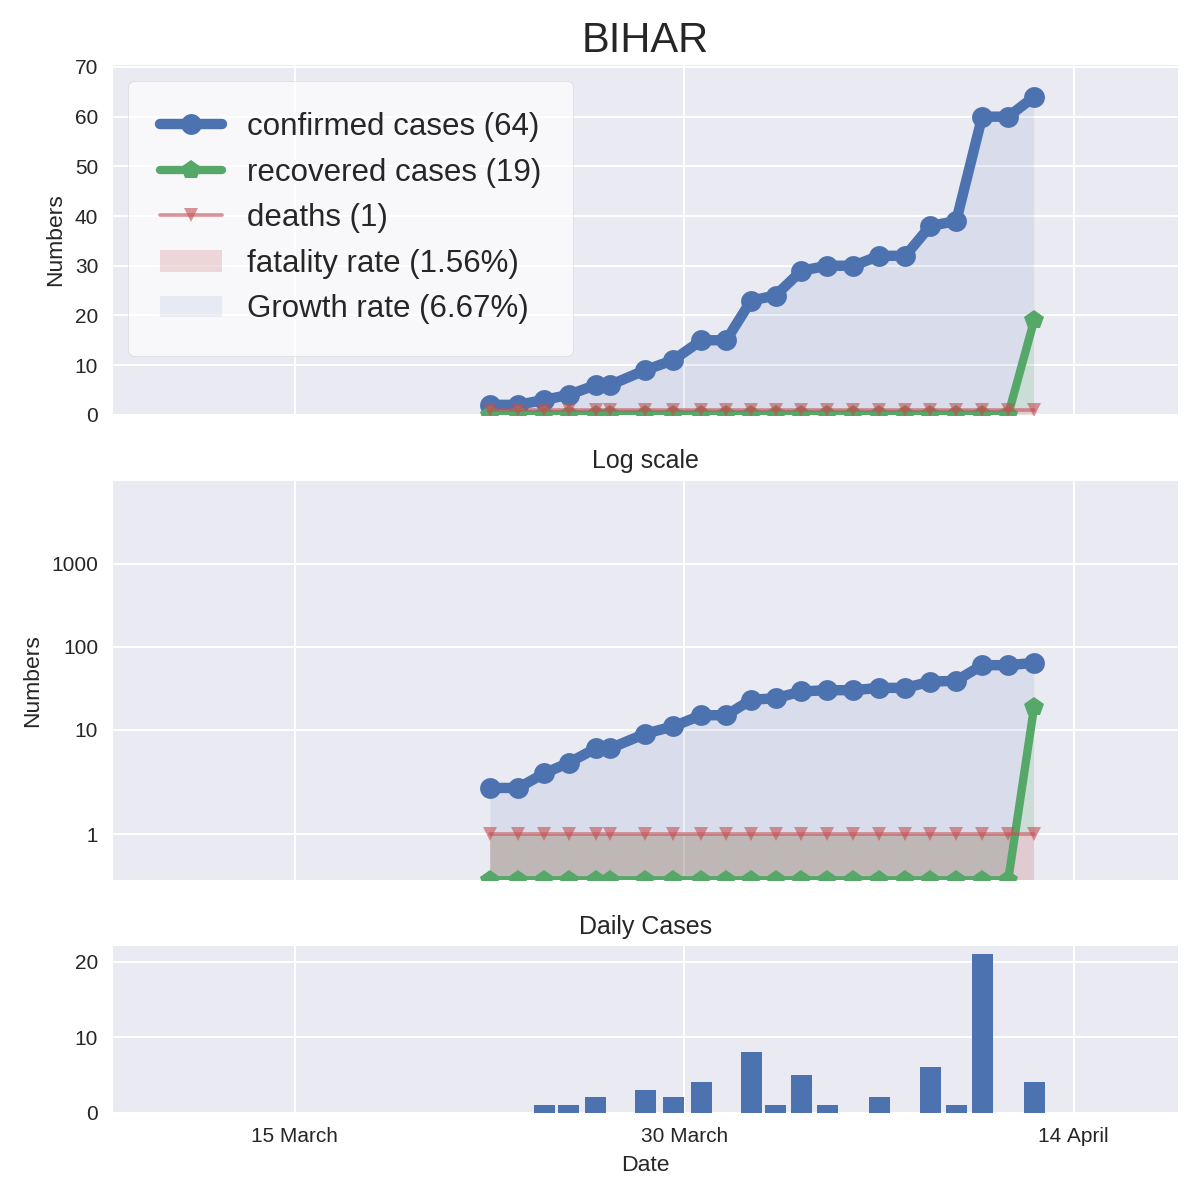 BIHAR
70
60
50
40
30
20
10
0
Numbers
confirmed cases (64)
recovered cases (19)
deaths (1)
fatality rate (1.56%)
Growth rate (6.67%)
Log scale
1000
100
10
1
Numbers
Daily Cases
20
10
0
15 March
30 March
14 April
Date